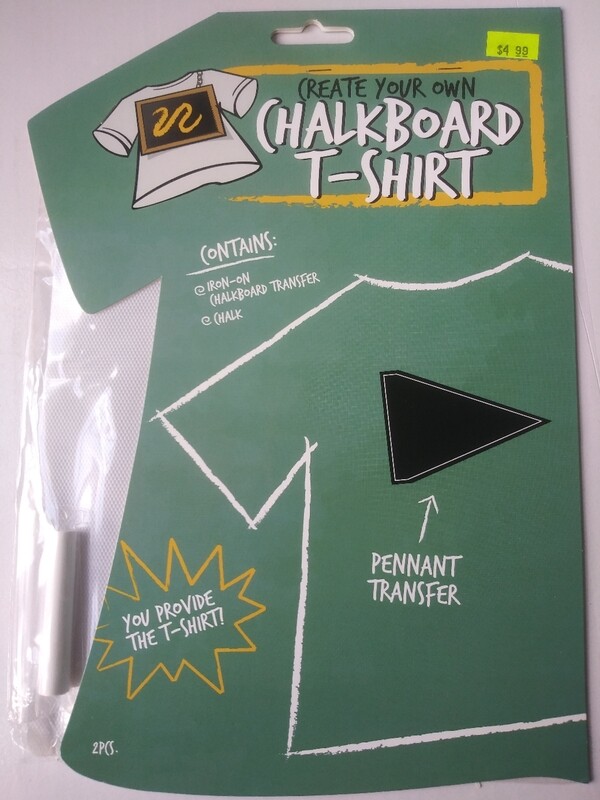 $4.99
CREATE YOUR OWN
CHALKBOARD
T-SHIRT
CONTAINS:
@ IRON-ON
CHALKBOARD TRANSFER
@ CHALK
PENNANT
TRANSFER
YOU PROVIDE
THE T-SHIRT!
2PCS.